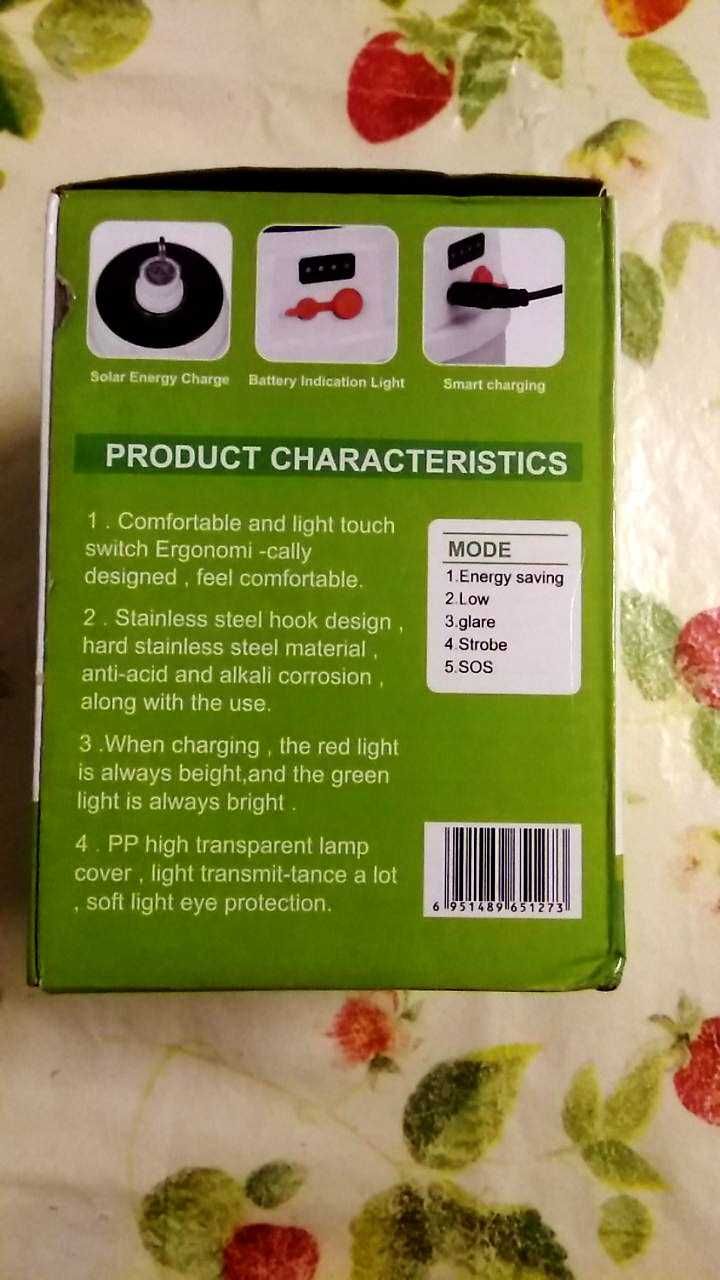 Solar Energy Charge
Battery Indication Light
Smart charging
PRODUCT CHARACTERISTICS
1 . Comfortable and light touch
switch Ergonomi -cally
designed , feel comfortable.
2 . Stainless steel hook design ,
hard stainless steel material ,
anti-acid and alkali corrosion ,
along with the use.
3 .When charging , the red light
is always beight,and the green
light is always bright .
4 . PP high transparent lamp
cover , light transmit-tance a lot
, soft light eye protection.
MODE
1.Energy saving
2.Low
3.glare
4.Strobe
5.SOS
6 951489 651273